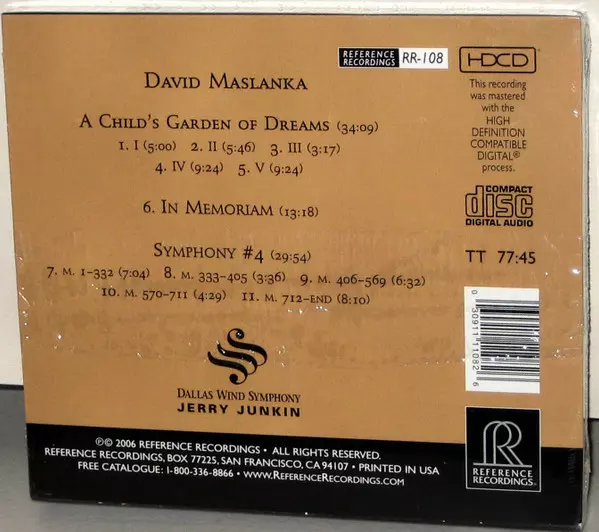 REFERENCE RECORDINGS RR-108
HDCD
This recording
was mastered
with the
HIGH
DEFINITION
COMPATIBLE
DIGITAL®
process.
COMPACT
disc
DIGITAL AUDIO
TT 77:45
DAVID MASLANKA
A CHILD'S GARDEN OF DREAMS (34:09)
1. I (5:00) 2. II (5:46) 3. III (3:17)
4. IV (9:24) 5. V (9:24)
6. IN MEMORIAM (13:18)
SYMPHONY #4 (29:54)
7. M. 1-332 (7:04) 8. M. 333-405 (3:36) 9. M. 406-569 (6:32)
10. M. 570-711 (4:29) 11. M. 712-END (8:10)
0 30911 11082 6
DALLAS WIND SYMPHONY
JERRY JUNKIN
℗© 2006 REFERENCE RECORDINGS • ALL RIGHTS RESERVED.
REFERENCE RECORDINGS, BOX 77225, SAN FRANCISCO, CA 94107 • PRINTED IN USA
FREE CATALOGUE: 1-800-336-8866 • WWW.REFERENCERECORDINGS.COM
R
REFERENCE
RECORDINGS®